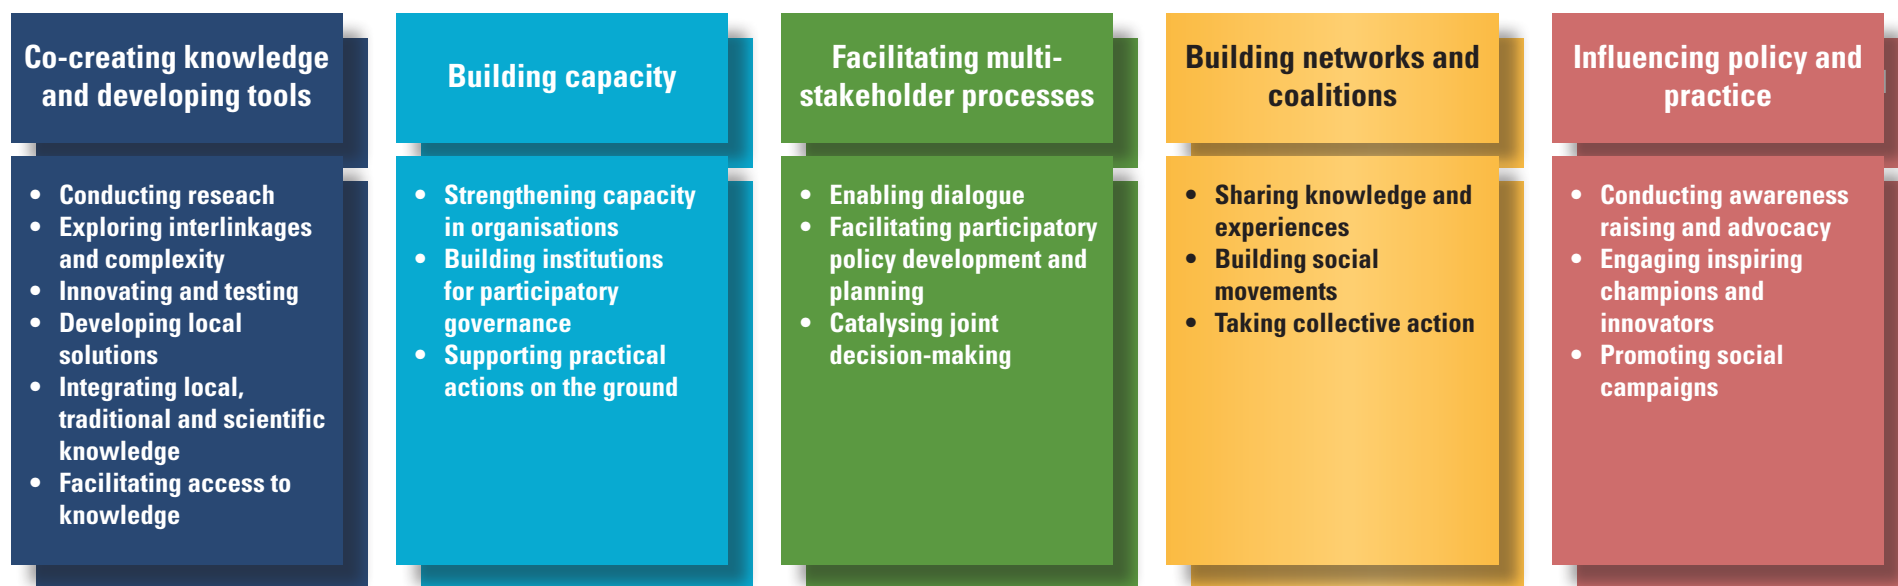 Co-creating knowledge
and developing tools
• Conducting reseach
• Exploring interlinkages
and complexity
• Innovating and testing
• Developing local
solutions
• Integrating local,
traditional and scientific
knowledge
• Facilitating access to
knowledge
Building capacity
• Strengthening capacity
in organisations
• Building institutions
for participatory
governance
• Supporting practical
actions on the ground
Facilitating multi-
stakeholder processes
• Enabling dialogue
• Facilitating participatory
policy development and
planning
• Catalysing joint
decision-making
Building networks and
coalitions
• Sharing knowledge and
experiences
• Building social
movements
• Taking collective action
Influencing policy and
practice
• Conducting awareness
raising and advocacy
• Engaging inspiring
champions and
innovators
• Promoting social
campaigns